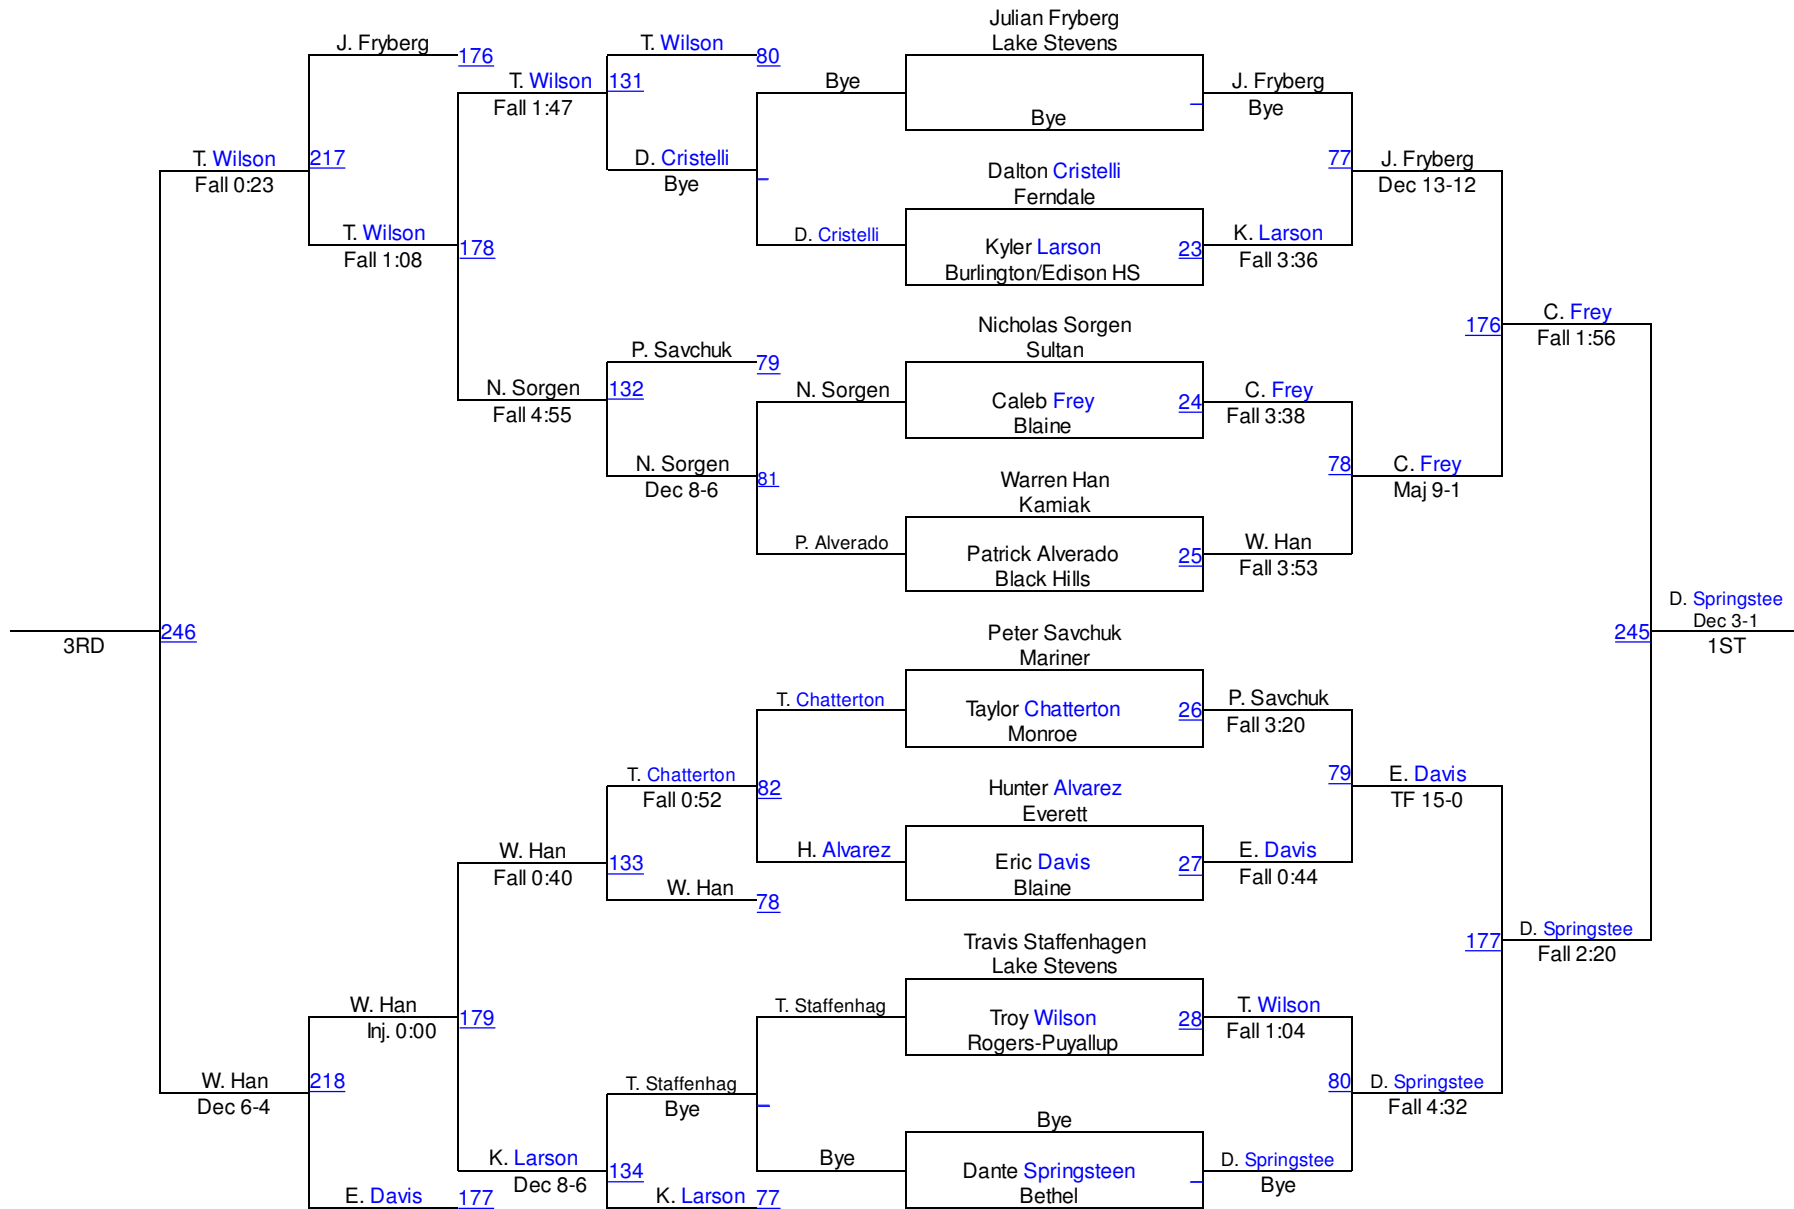 Julian Fryberg
Lake Stevens
J. Fryberg
176
T. Wilson
80
T. Wilson
131
Fall 1:47
Bye
Bye
J. Fryberg
Bye
T. Wilson
217
Fall 0:23
D. Cristelli
Bye
Dalton Cristelli
Ferndale
77
J. Fryberg
Dec 13-12
T. Wilson
178
Fall 1:08
D. Cristelli
Kyler Larson
23
Burlington/Edison HS
K. Larson
Fall 3:36
Nicholas Sorgen
Sultan
176
C. Frey
Fall 1:56
P. Savchuk
79
N. Sorgen
132
Fall 4:55
N. Sorgen
Caleb Frey
24
Blaine
C. Frey
Fall 3:38
N. Sorgen
81
Dec 8-6
Warren Han
Kamiak
78
C. Frey
Maj 9-1
P. Alverado
Patrick Alverado
25
Black Hills
W. Han
Fall 3:53
246
3RD
Peter Savchuk
Mariner
245
D. Springstee
Dec 3-1
1ST
T. Chatterton
Taylor Chatterton
26
Monroe
P. Savchuk
Fall 3:20
T. Chatterton
82
Fall 0:52
Hunter Alvarez
Everett
79
E. Davis
TF 15-0
W. Han
133
Fall 0:40
H. Alvarez
Eric Davis
27
Blaine
E. Davis
Fall 0:44
W. Han
78
Travis Staffenhagen
Lake Stevens
177
D. Springstee
Fall 2:20
W. Han
179
Inj. 0:00
T. Staffenhag
Troy Wilson
28
Rogers-Puyallup
T. Wilson
Fall 1:04
W. Han
218
Dec 6-4
T. Staffenhag
Bye
Bye
80
D. Springstee
Fall 4:32
K. Larson
134
Dec 8-6
Bye
Dante Springsteen
Bethel
D. Springstee
Bye
E. Davis
177
K. Larson
77